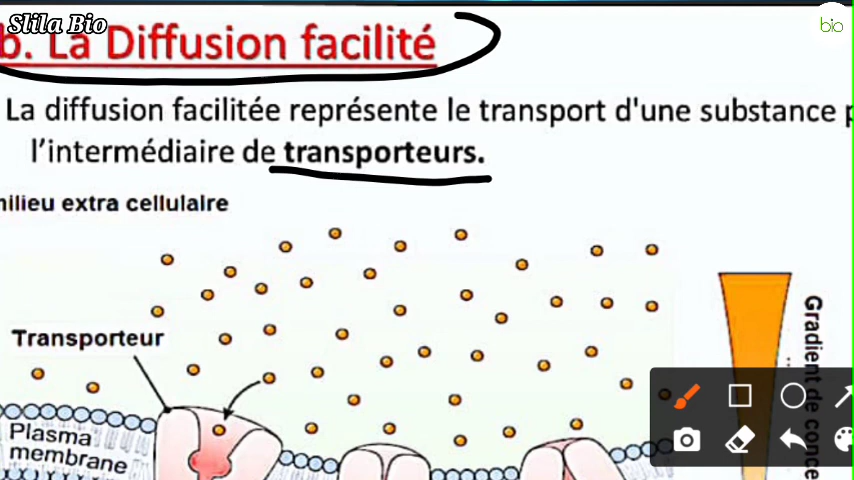 Slila Bio
bio
b. La Diffusion facilité
La diffusion facilitée représente le transport d'une substance p
l'intermédiaire de transporteurs.
milieu extra cellulaire
Transporteur
Gradient de conce
Plasma
membrane